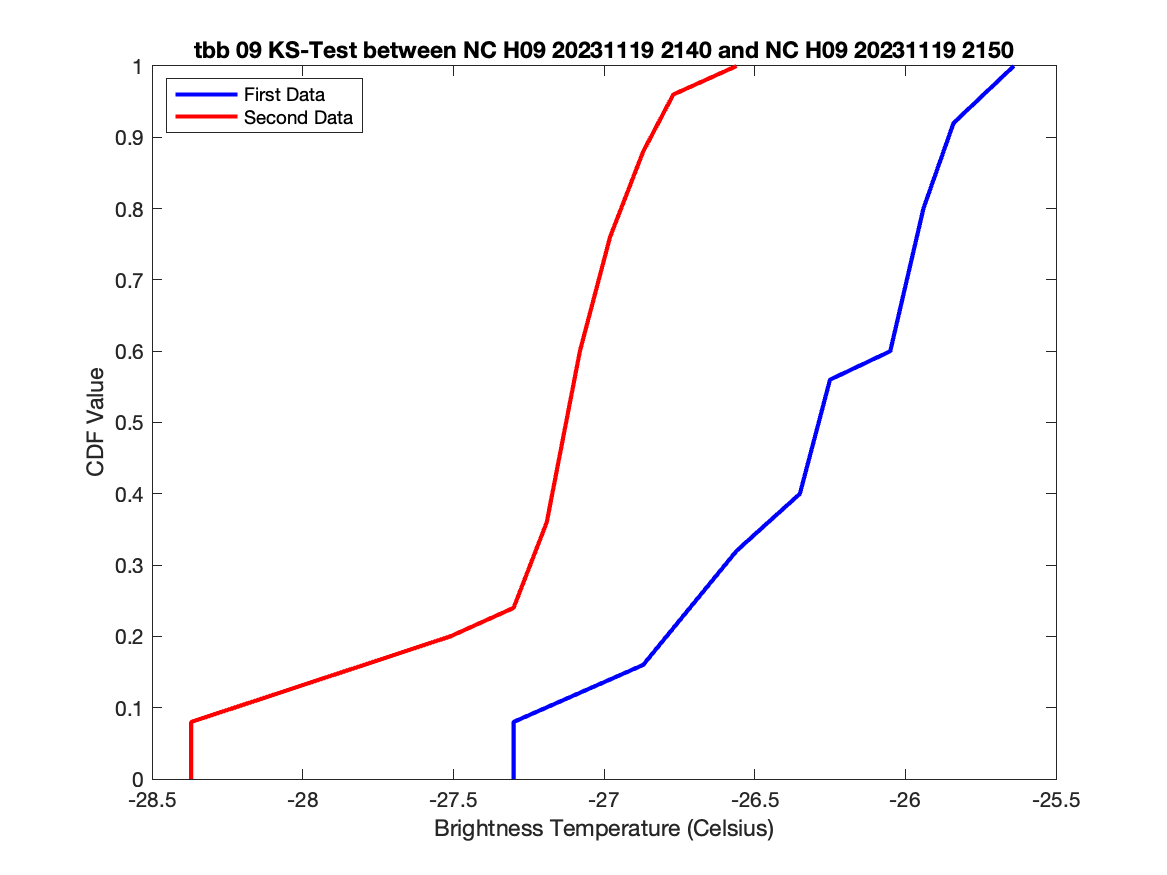 tbb 09 KS-Test between NC H09 20231119 2140 and NC H09 20231119 2150
First Data
Second Data
1
0.9
0.8
0.7
0.6
0.5
0.4
0.3
0.2
0.1
0
CDF Value
-28.5 -28 -27.5 -27 -26.5 -26 -25.5
Brightness Temperature (Celsius)